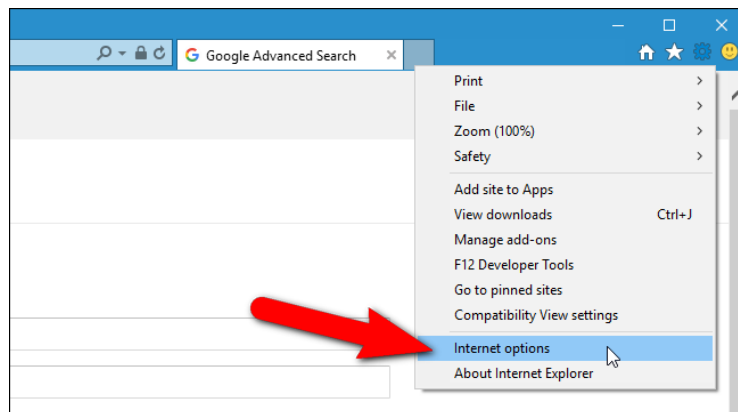 Google Advanced Search
Print
File
Zoom (100%)
Safety
Add site to Apps
View downloads Ctrl+J
Manage add-ons
F12 Developer Tools
Go to pinned sites
Compatibility View settings
Internet options
About Internet Explorer